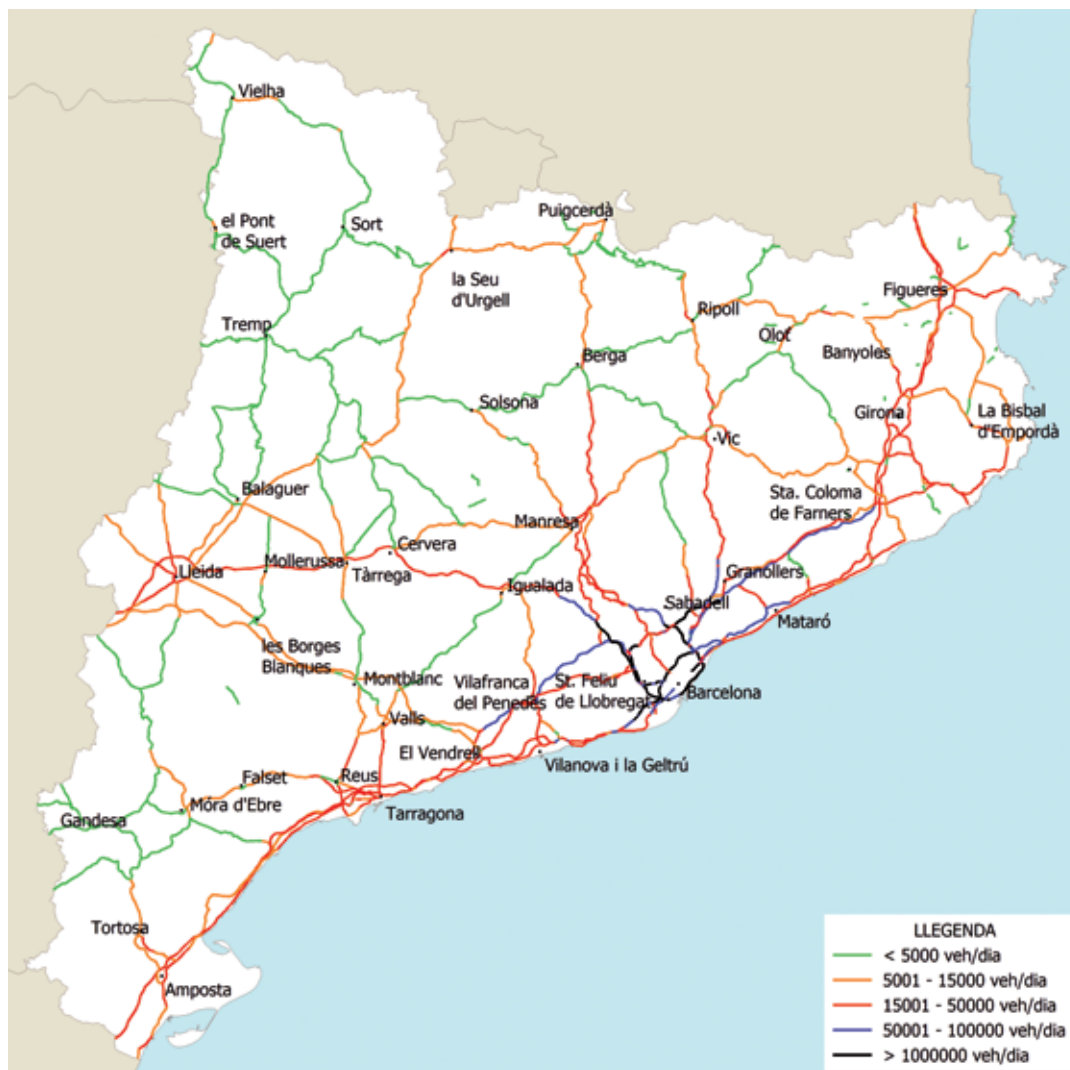 Vielha
el Pont
de Suert
Sort
Puigcerdà
la Seu
d'Urgell
Figueres
Ripoll
Tremp
Olot
Banyoles
Berga
Solsona
Girona
La Bisbal
d'Empordà
Vic
Balaguer
Sta. Coloma
de Farners
Manresa
Cervera
Mollerussa
Tàrrega
Lleida
Igualada
Granollers
Sabadell
Mataró
les Borges
Blanques
Montblanc
Vilafranca
del Penedès
St. Feliu
de Llobregat
Barcelona
Valls
El Vendrell
Vilanova i la Geltrú
Falset
Reus
Móra d'Ebre
Tarragona
Gandesa
Tortosa
Amposta
LLEGENDA
< 5000 veh/dia
5001 - 15000 veh/dia
15001 - 50000 veh/dia
50001 - 100000 veh/dia
> 1000000 veh/dia